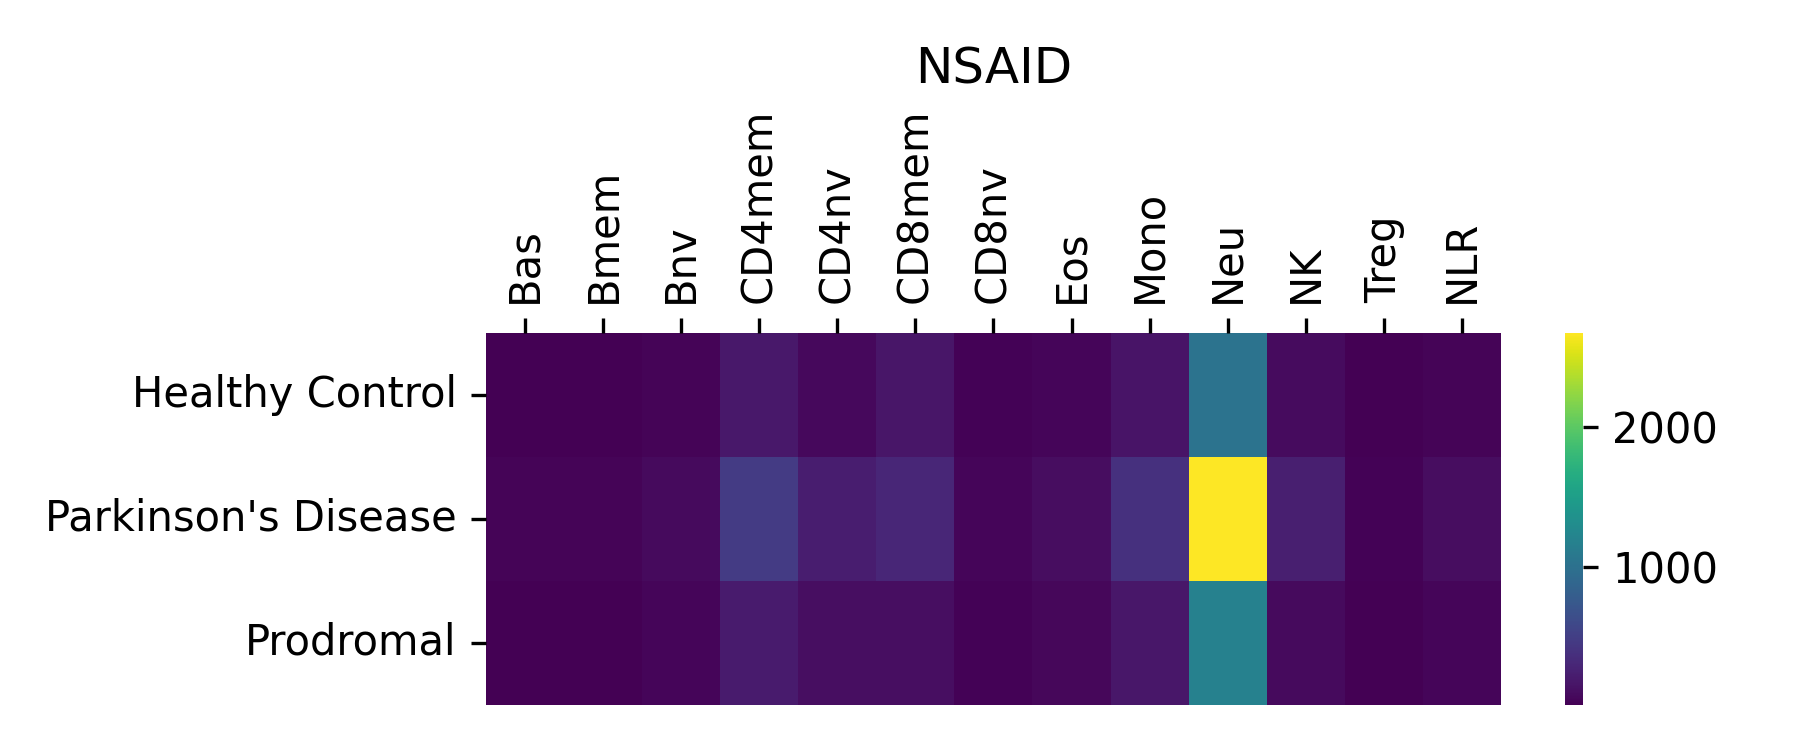 NSAID
Bas
Bmem
Bnv
CD4mem
CD4nv
CD8mem
CD8nv
Eos
Mono
Neu
NK
Treg
NLR
Healthy Control
Parkinson's Disease
Prodromal
2000
1000